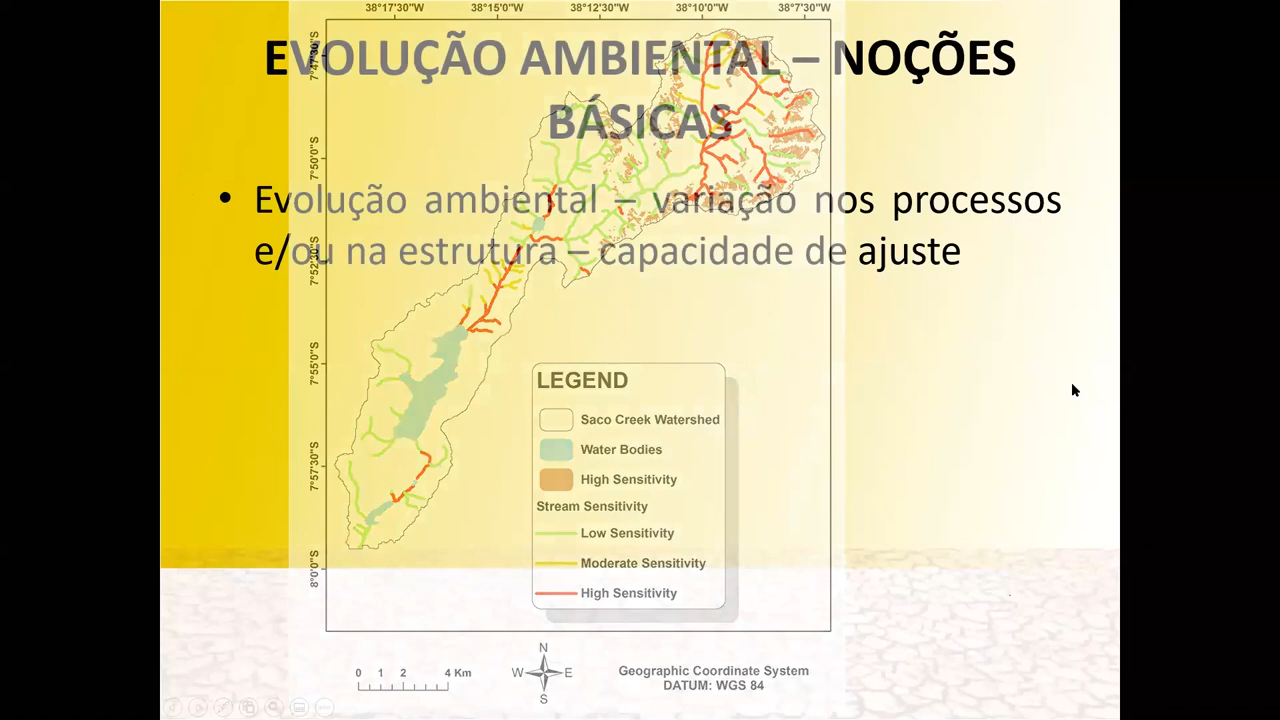 38°17'30"W 38°15'0"W 38°12'30"W 38°10'0"W 38°7'30"W
EVOLUÇÃO AMBIENTAL – NOÇÕES
BÁSICAS
• Evolução ambiental – variação nos processos
e/ou na estrutura – capacidade de ajuste
7°47'30"S
7°50'0"S
7°52'30"S
7°55'0"S
7°57'30"S
8°0'0"S
LEGEND
Saco Creek Watershed
Water Bodies
High Sensitivity
Stream Sensitivity
Low Sensitivity
Moderate Sensitivity
High Sensitivity
0 1 2 4 Km
N
W E
S
Geographic Coordinate System
DATUM: WGS 84